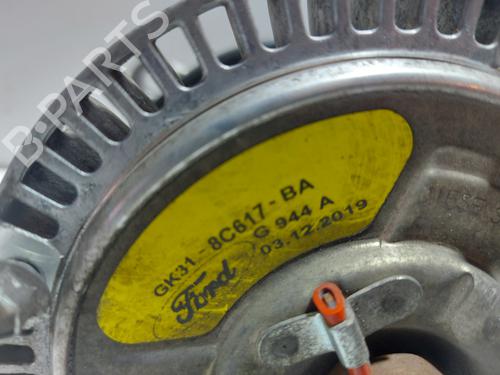 B-PARTS
GK31-8C617-BA
G 944 A
Ford
03.12.2019